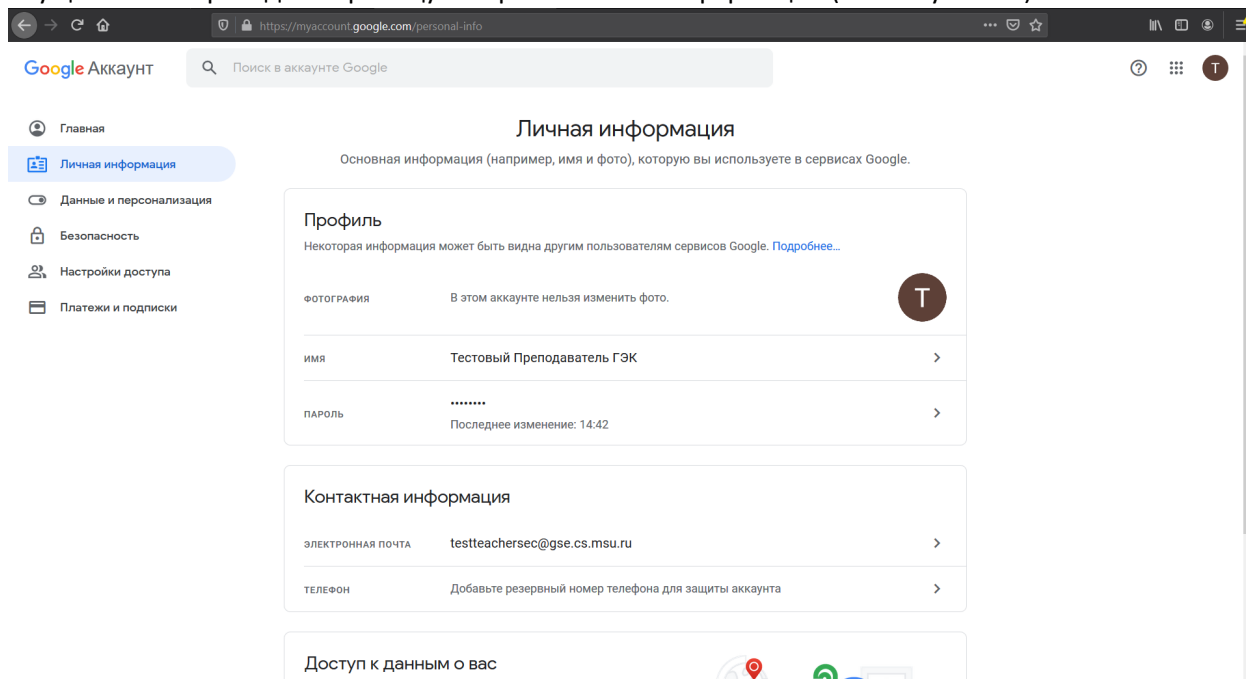 https://myaccount.google.com/personal-info
Google Аккаунт
Поиск в аккаунте Google
T
Главная
Личная информация
Данные и персонализация
Безопасность
Настройки доступа
Платежи и подписки
Личная информация
Основная информация (например, имя и фото), которую вы используете в сервисах Google.
Профиль
Некоторая информация может быть видна другим пользователям сервисов Google. Подробнее…
ФОТОГРАФИЯ
В этом аккаунте нельзя изменить фото.
T
ИМЯ
Тестовый Преподаватель ГЭК
ПАРОЛЬ
••••••••
Последнее изменение: 14:42
Контактная информация
ЭЛЕКТРОННАЯ ПОЧТА
testteachersec@gse.cs.msu.ru
ТЕЛЕФОН
Добавьте резервный номер телефона для защиты аккаунта
Доступ к данным о вас